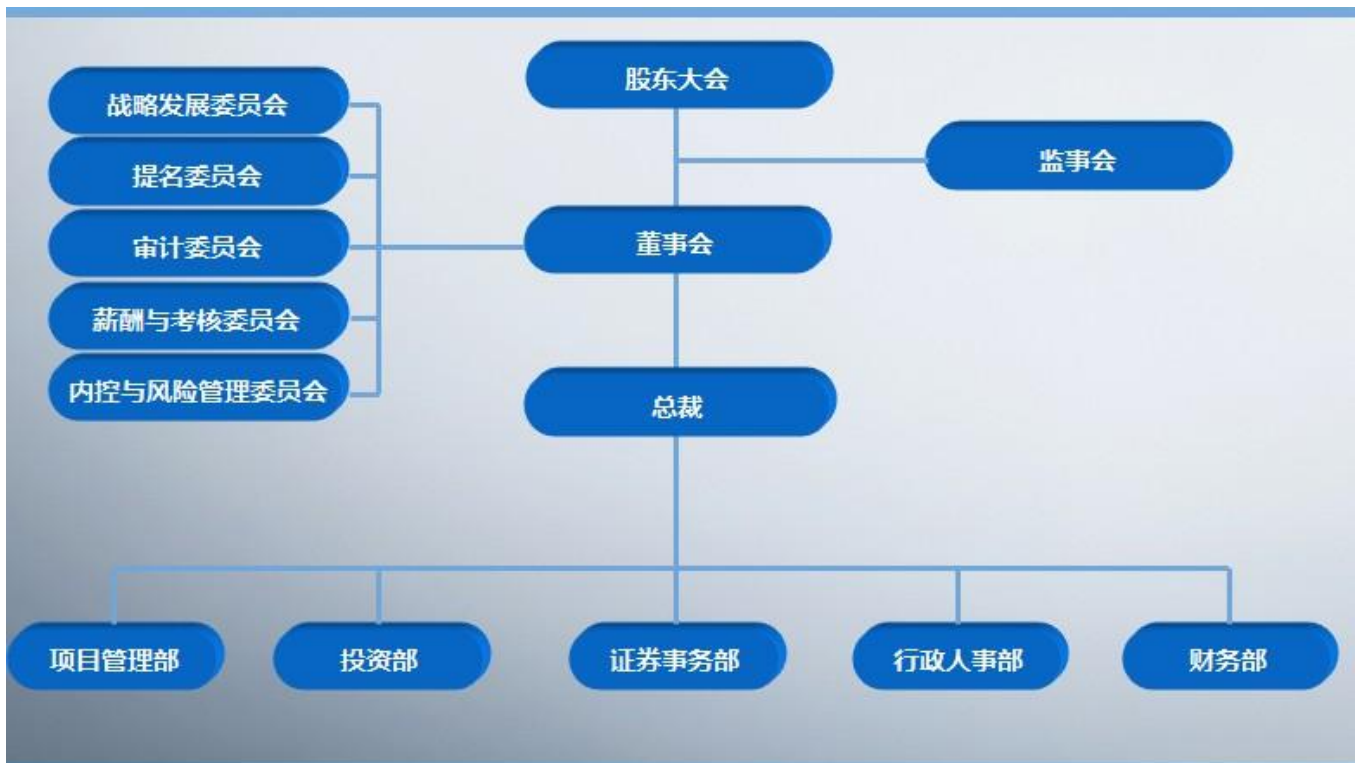 股东大会
监事会
董事会
战略发展委员会
提名委员会
审计委员会
薪酬与考核委员会
内控与风险管理委员会
总裁
项目管理部
投资部
证券事务部
行政人事部
财务部